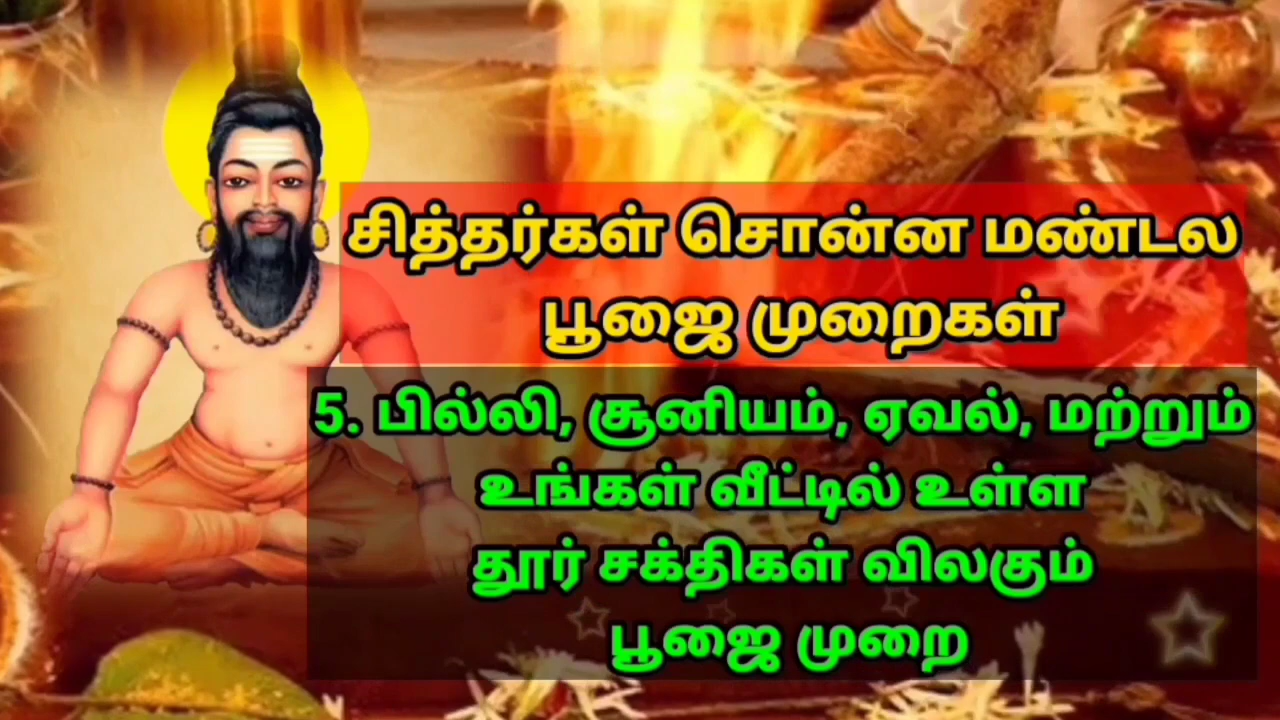 சித்தர்கள் சொன்ன மண்டல
பூஜை முறைகள்
5. பில்லி, சூனியம், ஏவல், மற்றும்
உங்கள் வீட்டில் உள்ள
தூர் சக்திகள் விலகும்
பூஜை முறை